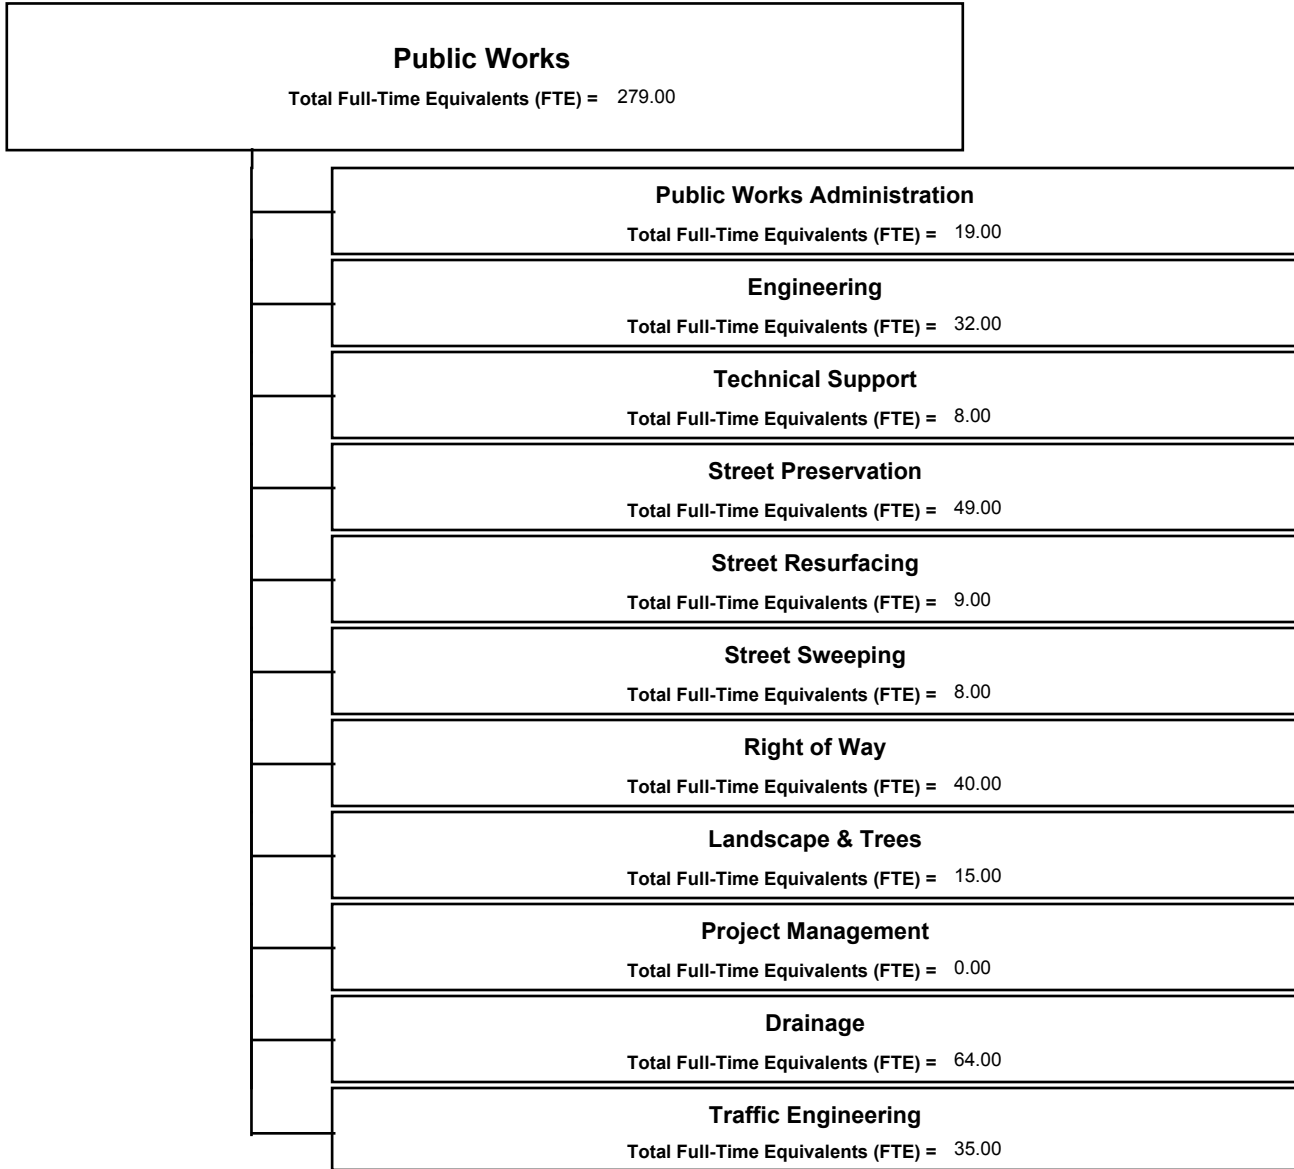 Public Works
Total Full-Time Equivalents (FTE) = 279.00
Public Works Administration
Total Full-Time Equivalents (FTE) = 19.00
Engineering
Total Full-Time Equivalents (FTE) = 32.00
Technical Support
Total Full-Time Equivalents (FTE) = 8.00
Street Preservation
Total Full-Time Equivalents (FTE) = 49.00
Street Resurfacing
Total Full-Time Equivalents (FTE) = 9.00
Street Sweeping
Total Full-Time Equivalents (FTE) = 8.00
Right of Way
Total Full-Time Equivalents (FTE) = 40.00
Landscape & Trees
Total Full-Time Equivalents (FTE) = 15.00
Project Management
Total Full-Time Equivalents (FTE) = 0.00
Drainage
Total Full-Time Equivalents (FTE) = 64.00
Traffic Engineering
Total Full-Time Equivalents (FTE) = 35.00